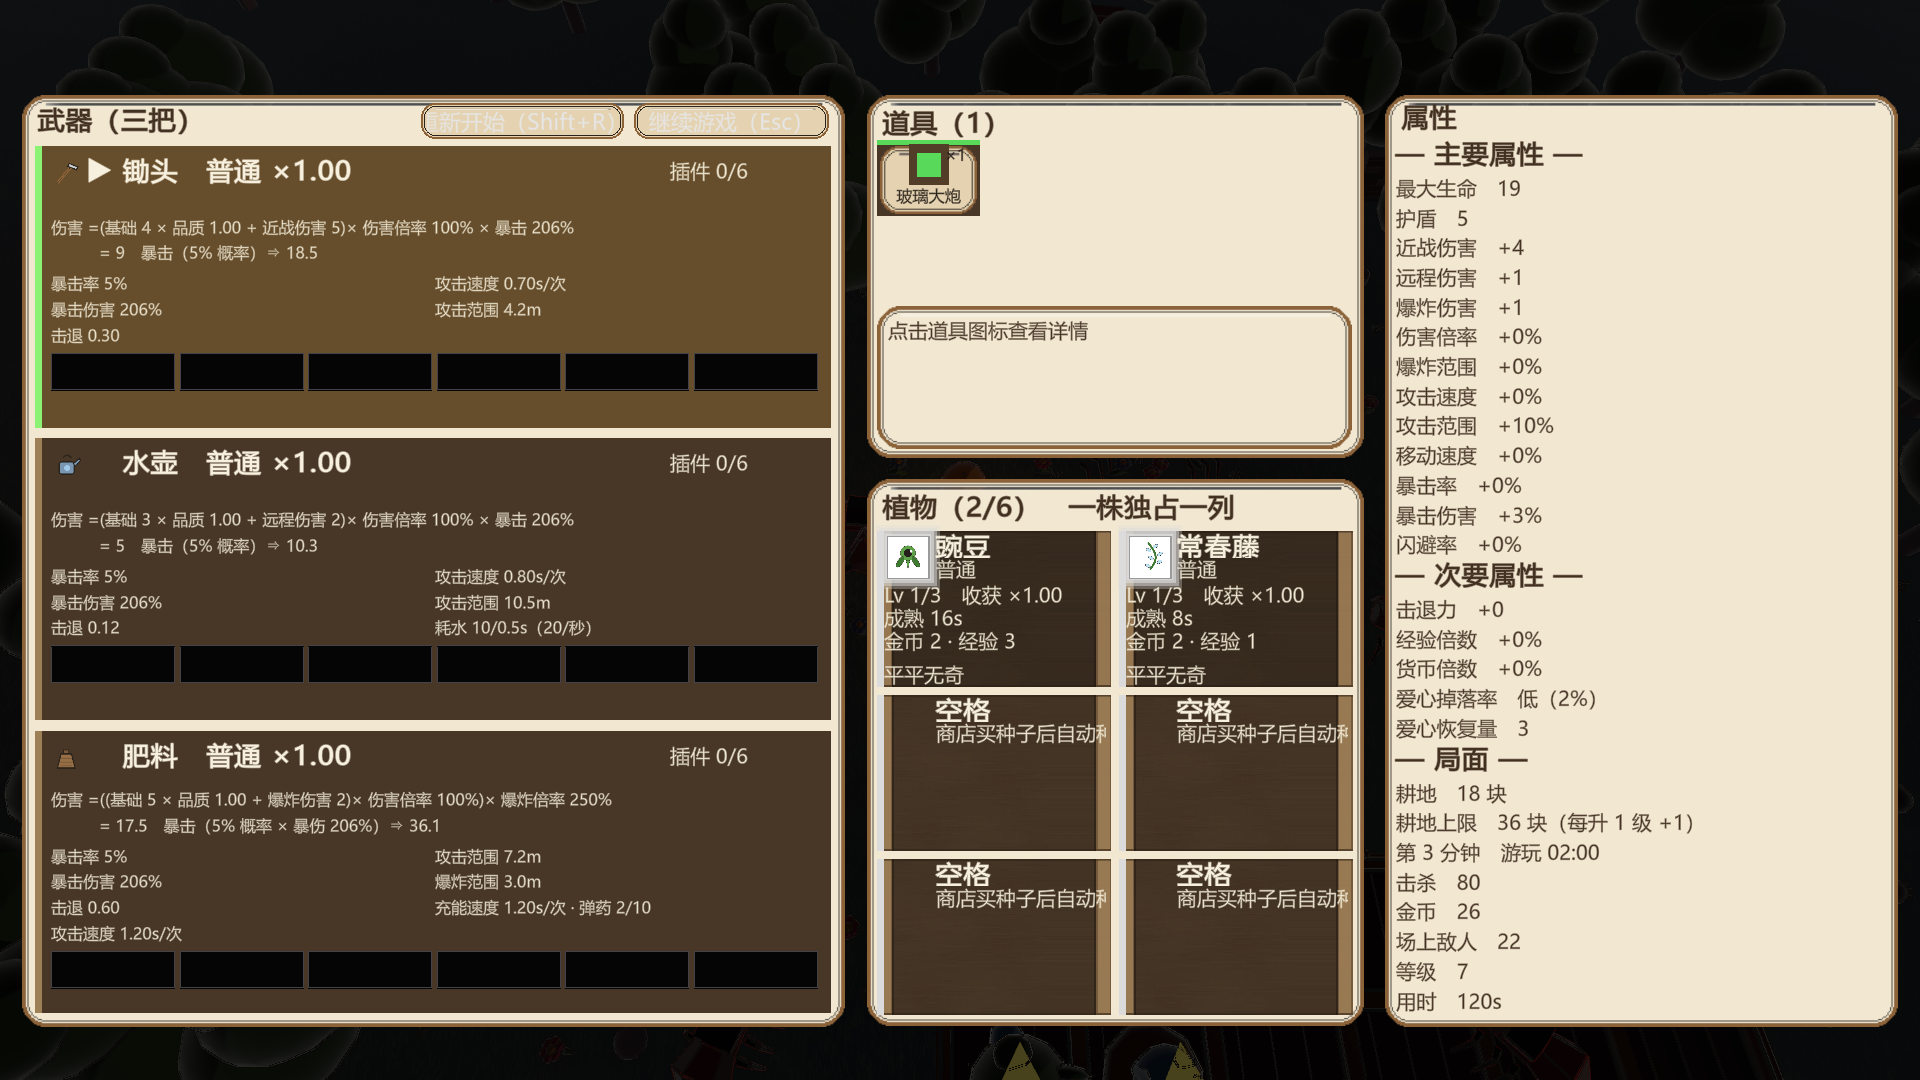 武器（三把）
重新开始（Shift+R）
继续游戏（Esc）
▶ 锄头 普通 ×1.00
插件 0/6
伤害 =(基础 4 × 品质 1.00 + 近战伤害 5)× 伤害倍率 100% × 暴击 206%
= 9 暴击（5% 概率）⇒ 18.5
暴击率 5%
攻击速度 0.70s/次
暴击伤害 206%
攻击范围 4.2m
击退 0.30
水壶 普通 ×1.00
插件 0/6
伤害 =(基础 3 × 品质 1.00 + 远程伤害 2)× 伤害倍率 100% × 暴击 206%
= 5 暴击（5% 概率）⇒ 10.3
暴击率 5%
攻击速度 0.80s/次
暴击伤害 206%
攻击范围 10.5m
击退 0.12
耗水 10/0.5s（20/秒）
肥料 普通 ×1.00
插件 0/6
伤害 =((基础 5 × 品质 1.00 + 爆炸伤害 2)× 伤害倍率 100%)× 爆炸倍率 250%
= 17.5 暴击（5% 概率 × 暴伤 206%）⇒ 36.1
暴击率 5%
攻击范围 7.2m
暴击伤害 206%
爆炸范围 3.0m
击退 0.60
充能速度 1.20s/次 · 弹药 2/10
攻击速度 1.20s/次
道具（1）
×1
玻璃大炮
点击道具图标查看详情
植物（2/6） 一株独占一列
豌豆
普通
Lv 1/3 收获 ×1.00
成熟 16s
金币 2 · 经验 3
平平无奇
常春藤
普通
Lv 1/3 收获 ×1.00
成熟 8s
金币 2 · 经验 1
平平无奇
空格
商店买种子后自动
空格
商店买种子后自动
空格
商店买种子后自动
空格
商店买种子后自动
属性
— 主要属性 —
最大生命 19
护盾 5
近战伤害 +4
远程伤害 +1
爆炸伤害 +1
伤害倍率 +0%
爆炸范围 +0%
攻击速度 +0%
攻击范围 +10%
移动速度 +0%
暴击率 +0%
暴击伤害 +3%
闪避率 +0%
— 次要属性 —
击退力 +0
经验倍数 +0%
货币倍数 +0%
爱心掉落率 低（2%）
爱心恢复量 3
— 局面 —
耕地 18 块
耕地上限 36 块（每升 1 级 +1）
第 3 分钟 游玩 02:00
击杀 80
金币 26
场上敌人 22
等级 7
用时 120s